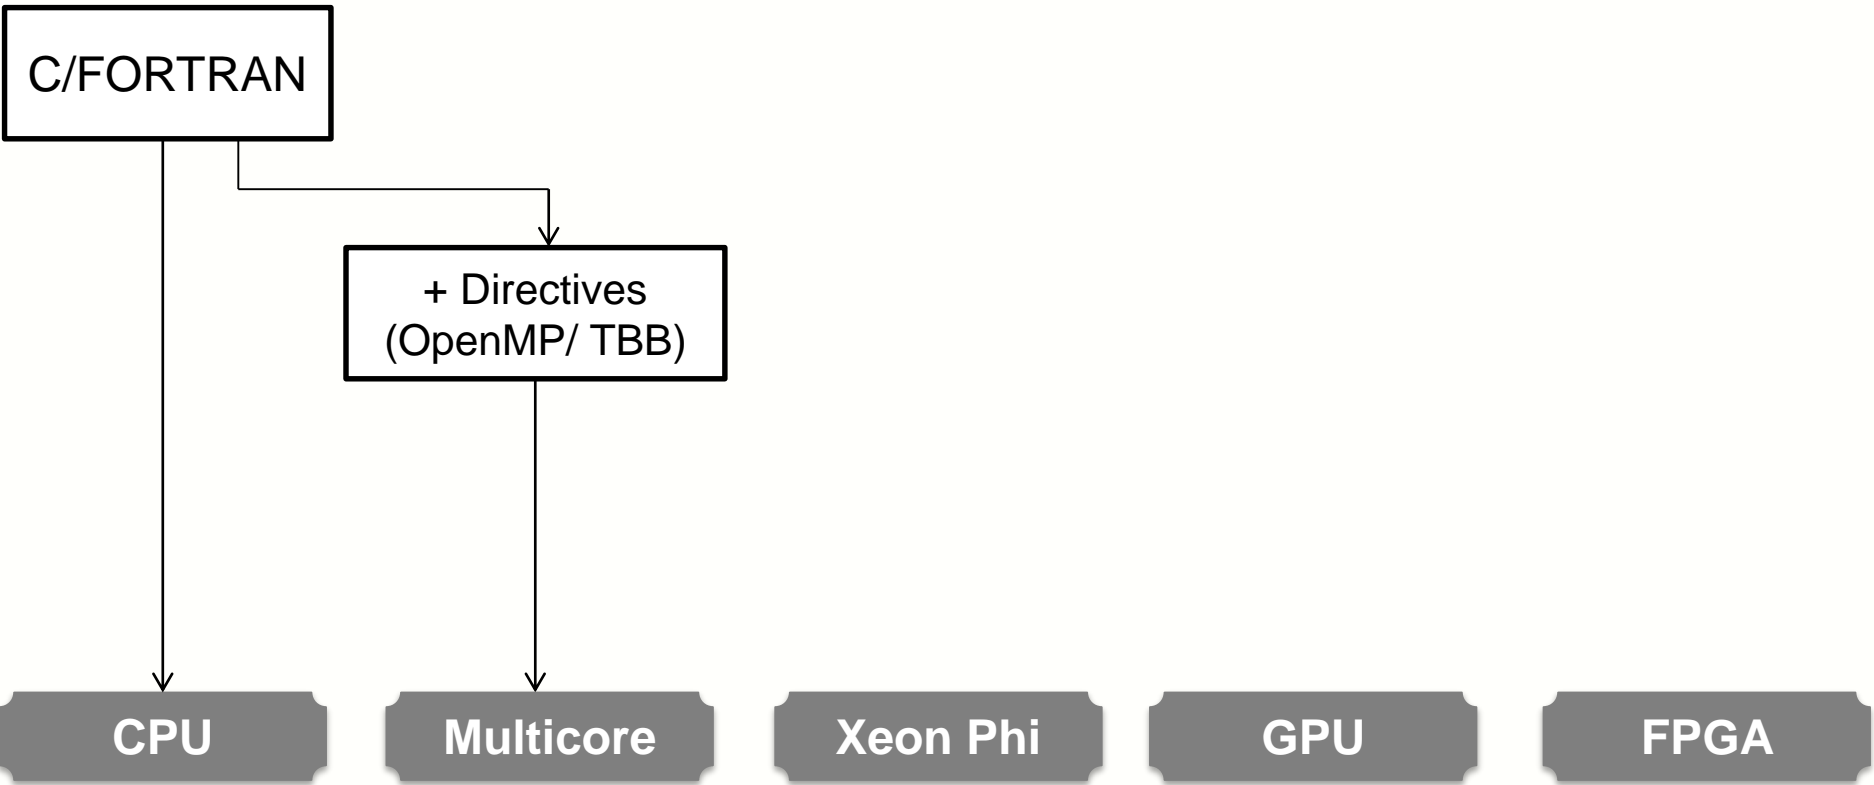 C/FORTRAN
+ Directives
(OpenMP/ TBB)
CPU
Multicore
Xeon Phi
GPU
FPGA